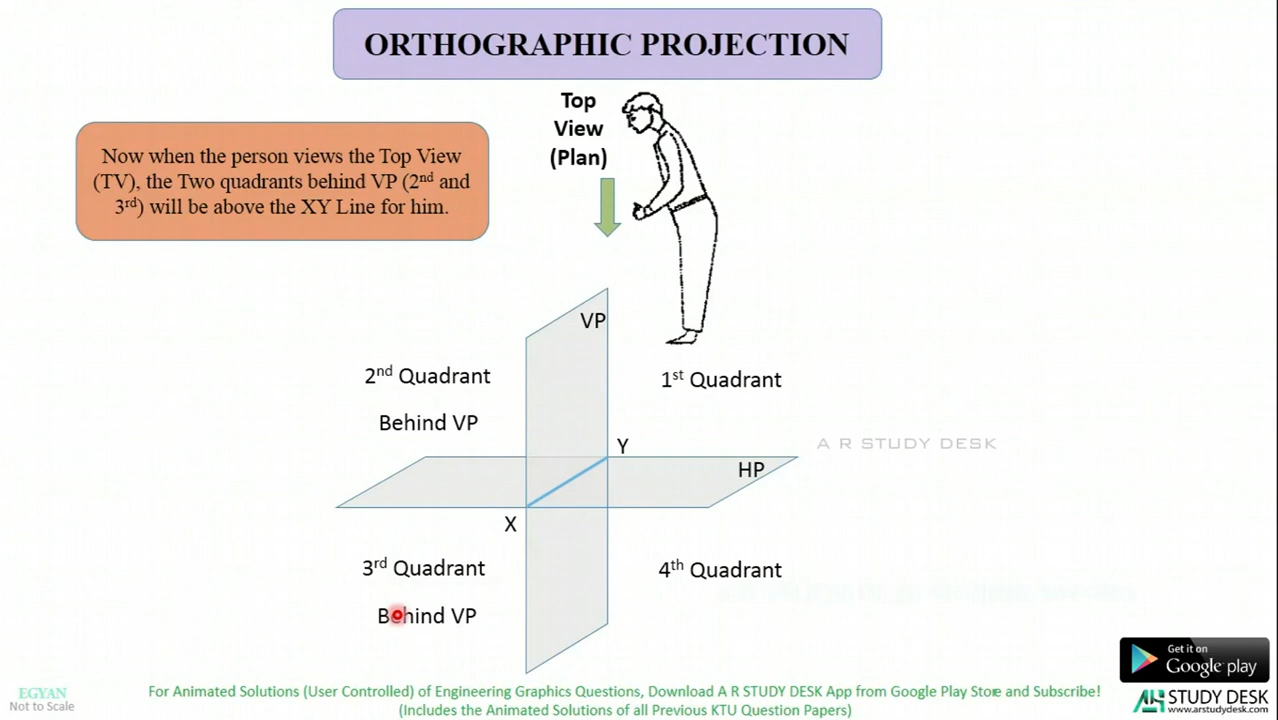 ORTHOGRAPHIC PROJECTION
Top
View
(Plan)
Now when the person views the Top View
(TV), the Two quadrants behind VP (2nd and
3rd) will be above the XY Line for him.
VP
2nd Quadrant
1st Quadrant
Behind VP
Y
A R STUDY DESK
HP
X
3rd Quadrant
4th Quadrant
Behind VP
Get it on
Google play
EGYAN
Not to Scale
For Animated Solutions (User Controlled) of Engineering Graphics Questions, Download A R STUDY DESK App from Google Play Store and Subscribe!
(Includes the Animated Solutions of all Previous KTU Question Papers)
STUDY DESK
www.arstudydesk.com